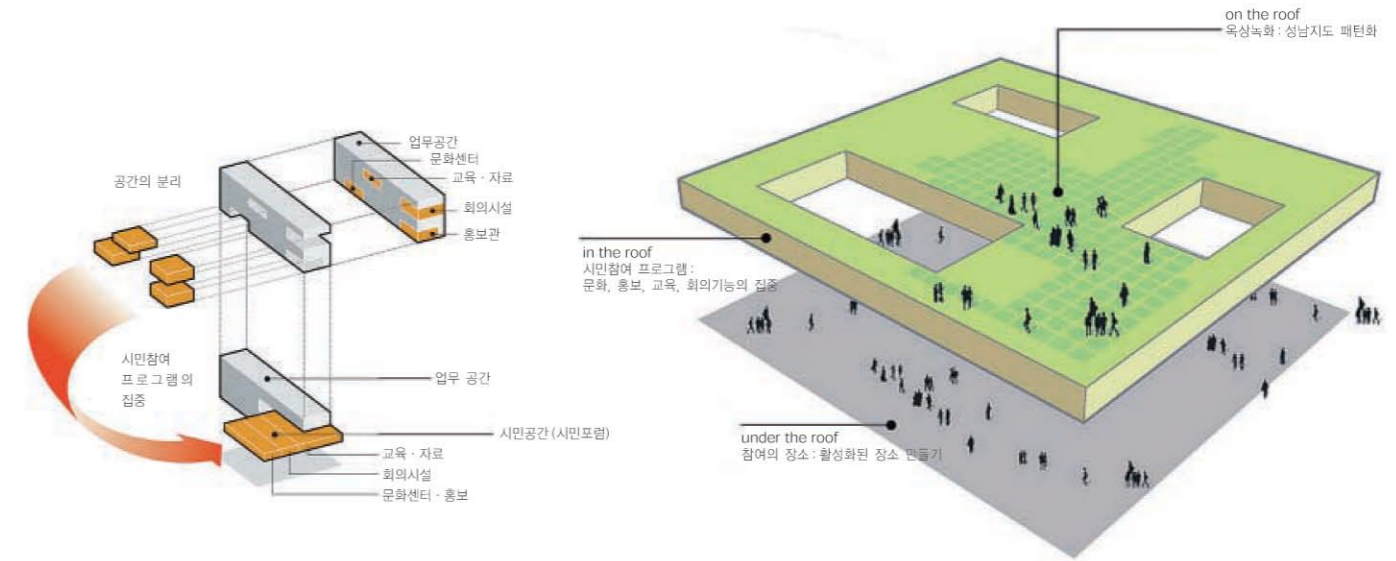 공간의 분리
업무공간
문화센터
교육 · 자료
회의시설
홍보관
시민참여
프로그램의
집중
업무 공간
시민공간(시민포럼)
교육 · 자료
회의시설
문화센터 · 홍보
on the roof
옥상녹화 : 성남지도 패턴화
in the roof
시민참여 프로그램 :
문화, 홍보, 교육, 회의기능의 집중
under the roof
참여의 장소 : 활성화된 장소 만들기